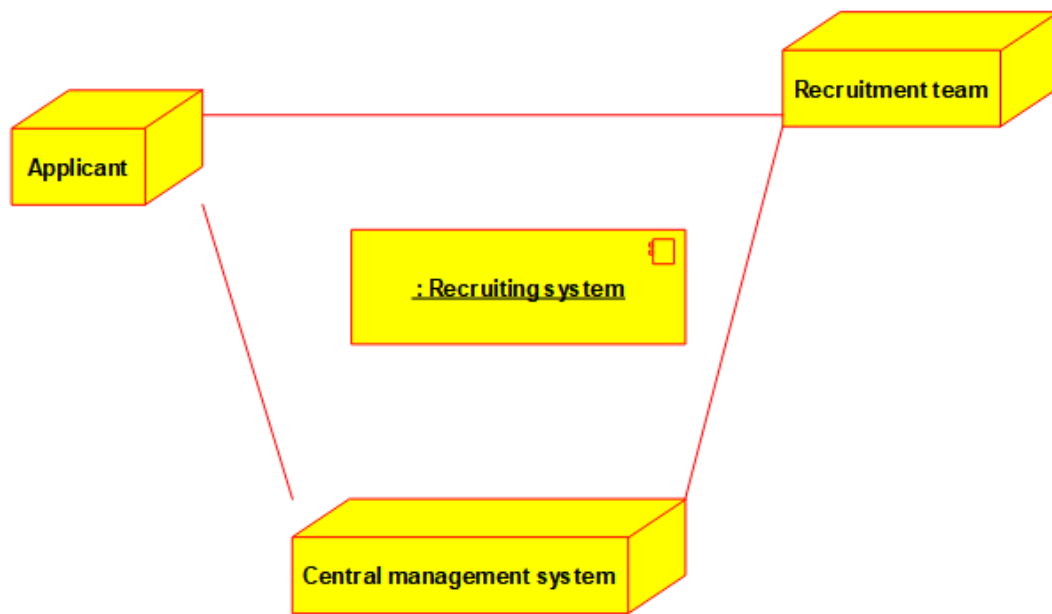 Recruitment team
Applicant
: Recruiting system
Central management system